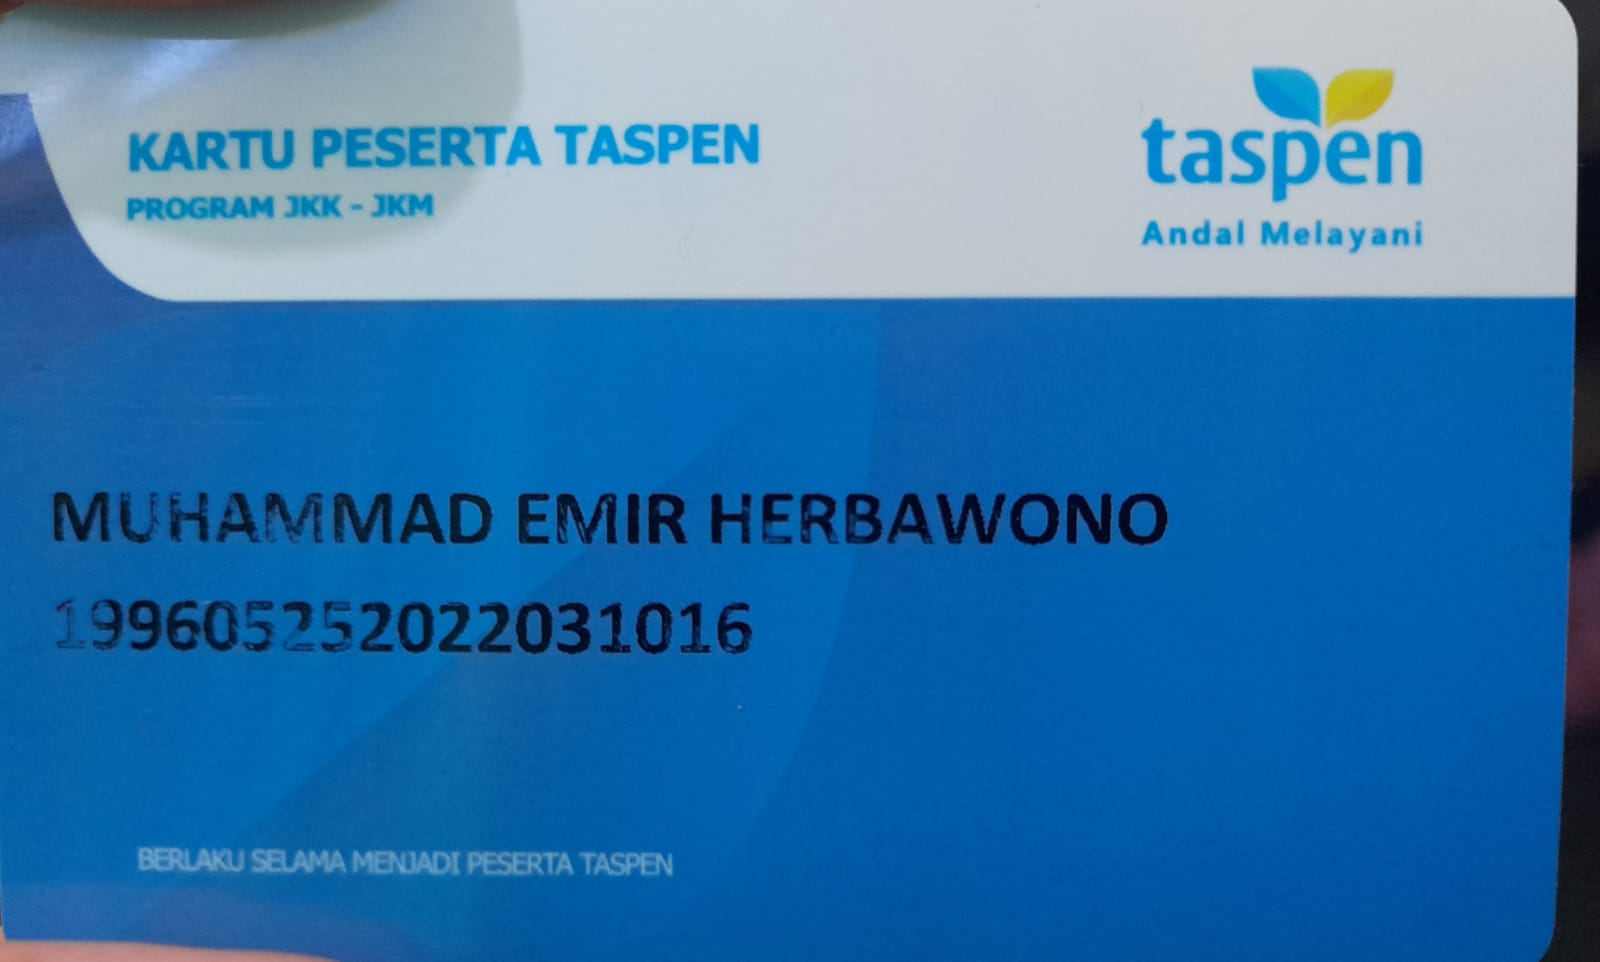 KARTU PESERTA TASPEN
PROGRAM JKK - JKM
taspen
Andal Melayani
MUHAMMAD EMIR HERBAWONO
199605252022031016
BERLAKU SELAMA MENJADI PESERTA TASPEN